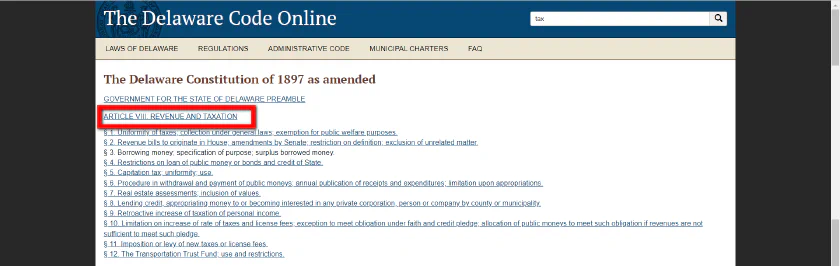 The Delaware Code Online
tax
LAWS OF DELAWARE REGULATIONS ADMINISTRATIVE CODE MUNICIPAL CHARTERS FAQ
The Delaware Constitution of 1897 as amended
GOVERNMENT FOR THE STATE OF DELAWARE PREAMBLE
ARTICLE VIII. REVENUE AND TAXATION
§ 1. Uniformity of taxes; collection under general laws; exemption for public welfare purposes.
§ 2. Revenue bills to originate in House; amendments by Senate; restriction on definition; exclusion of unrelated matter.
§ 3. Borrowing money; specification of purpose; surplus borrowed money.
§ 4. Restrictions on loan of public money or bonds and credit of State.
§ 5. Capitation tax; uniformity; use.
§ 6. Procedure in withdrawal and payment of public moneys; annual publication of receipts and expenditures; limitation upon appropriations.
§ 7. Real estate assessments; inclusion of values.
§ 8. Lending credit, appropriating money to or becoming interested in any private corporation, person or company by county or municipality.
§ 9. Retroactive increase of taxation of personal income.
§ 10. Limitation on increase of rate of taxes and license fees; exception to meet obligation under faith and credit pledge; allocation of public moneys to meet such obligation if revenues are not
sufficient to meet such pledge.
§ 11. Imposition or levy of new taxes or license fees.
§ 12. The Transportation Trust Fund; use and restrictions.